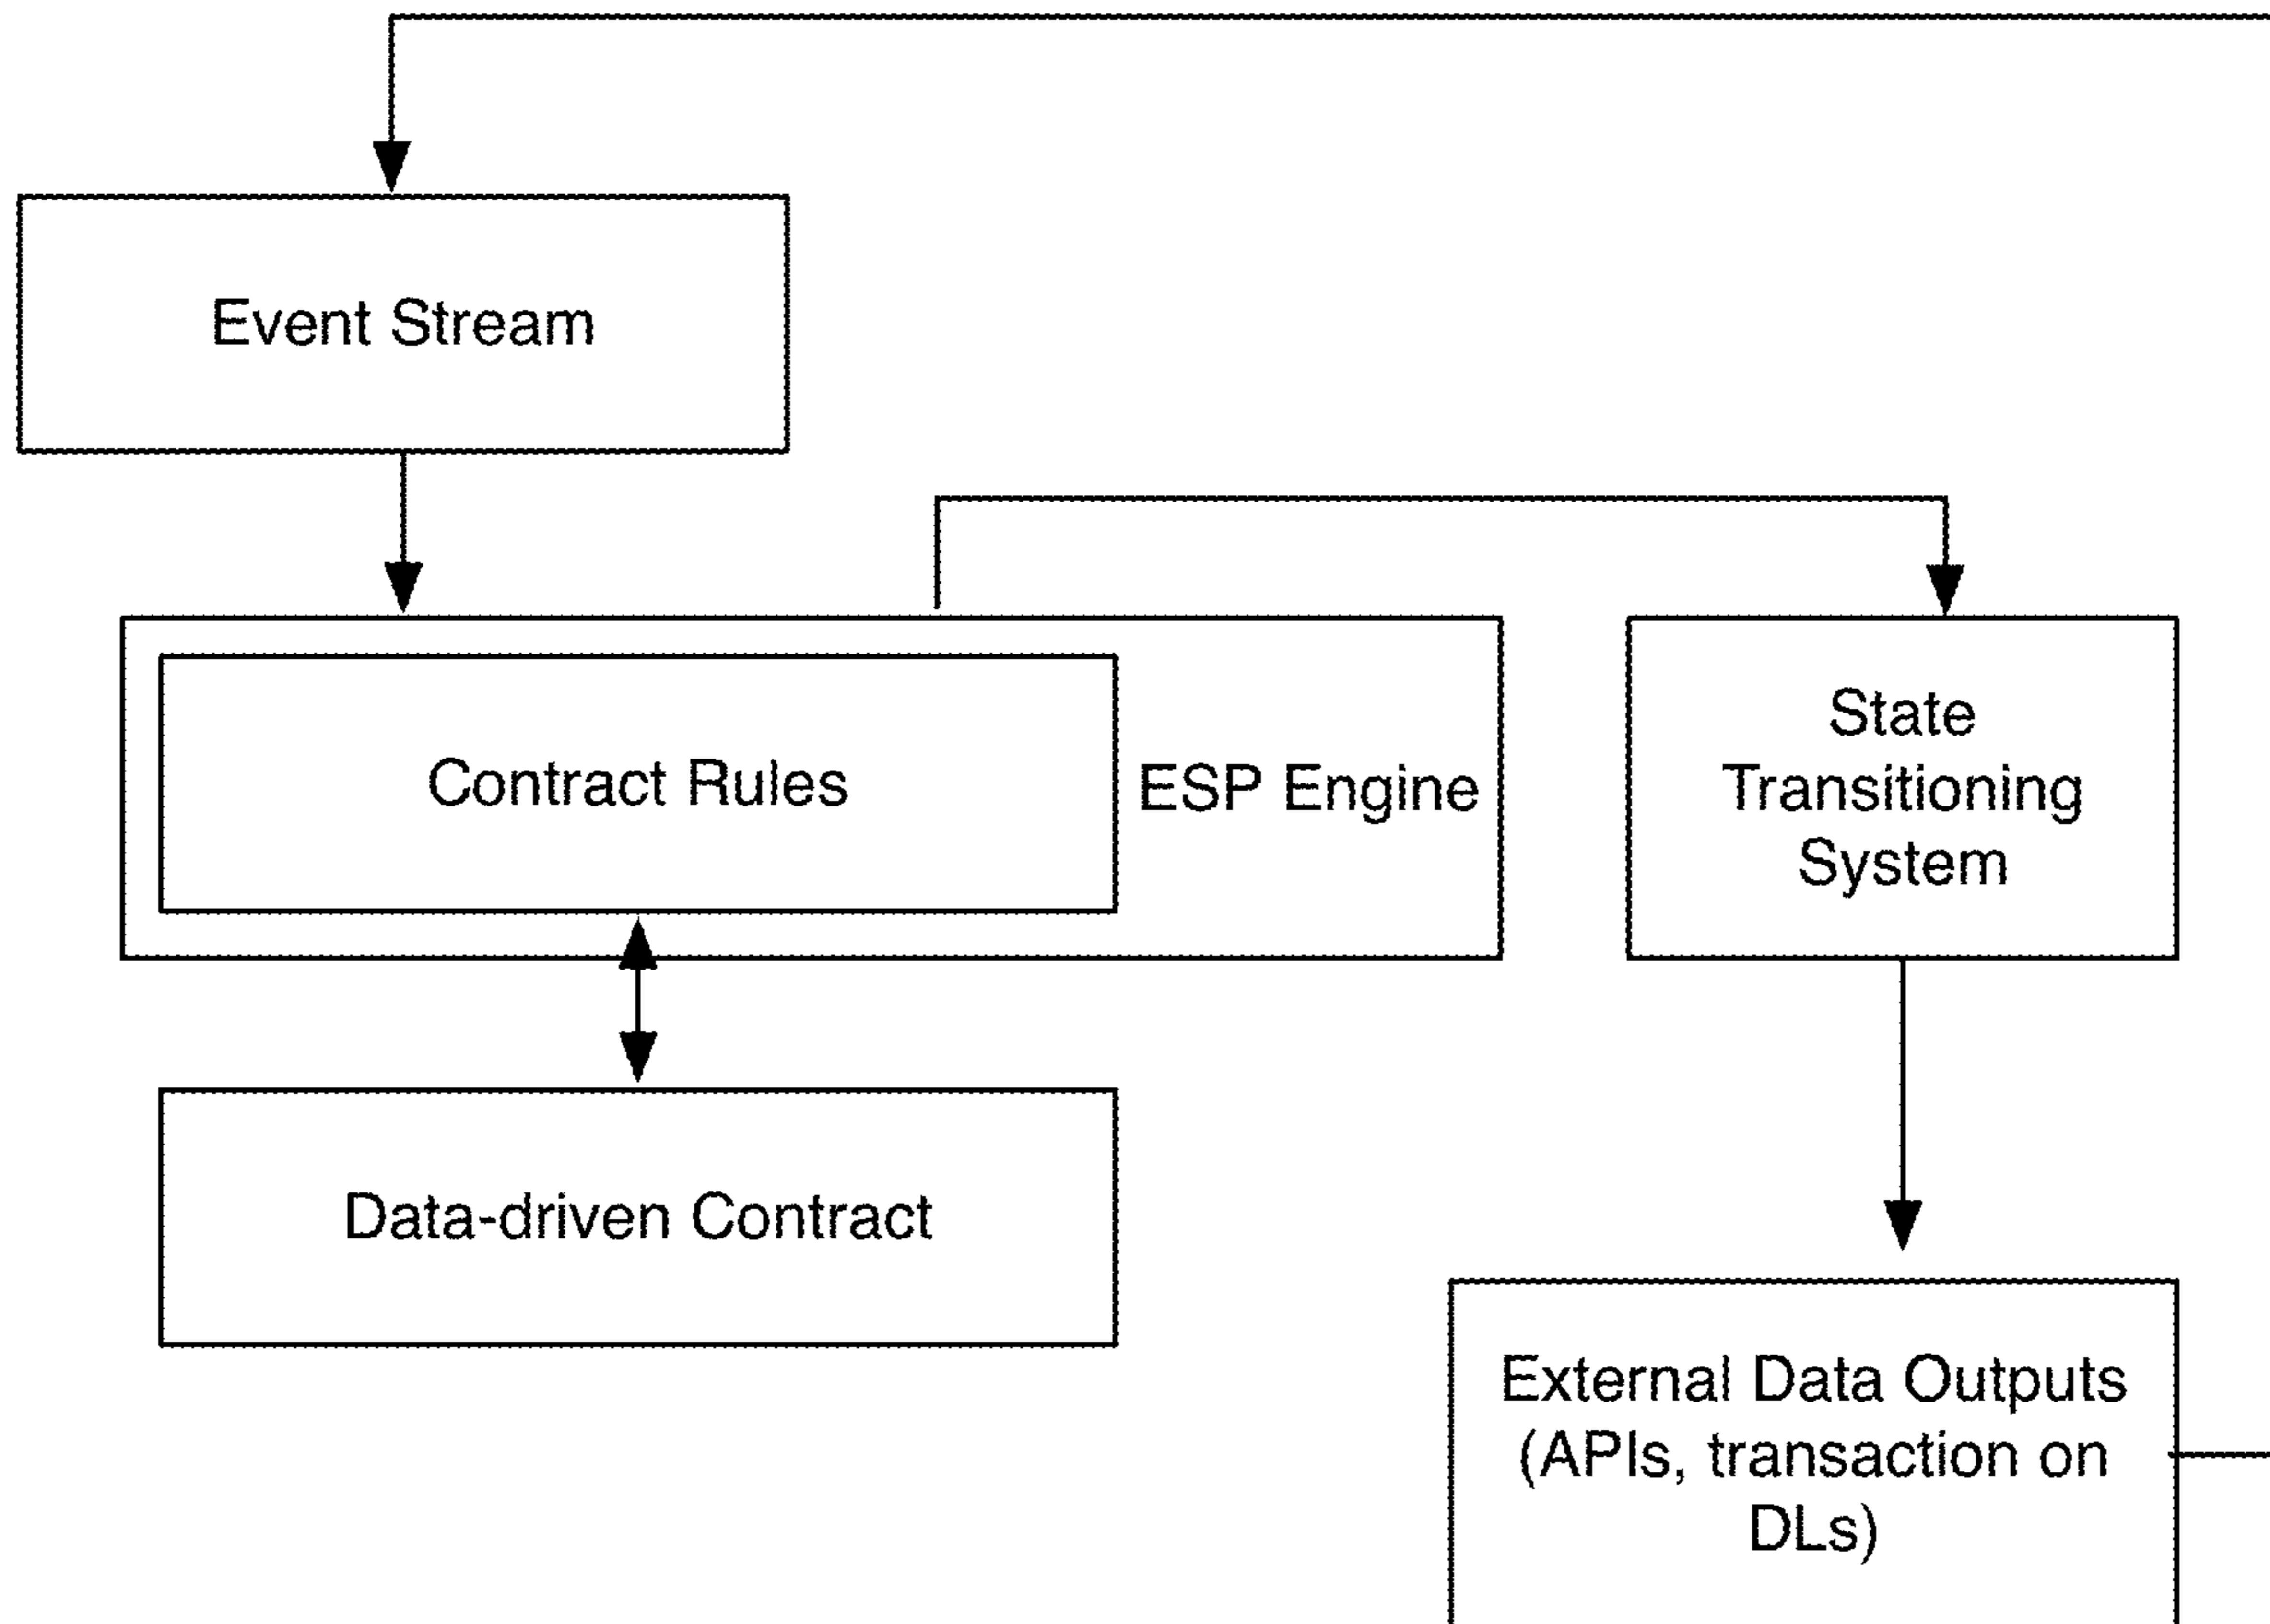 Event Stream
Contract Rules
ESP Engine
State
Transitioning
System
Data-driven Contract
External Data Outputs
(APIs, transaction on
DLs)